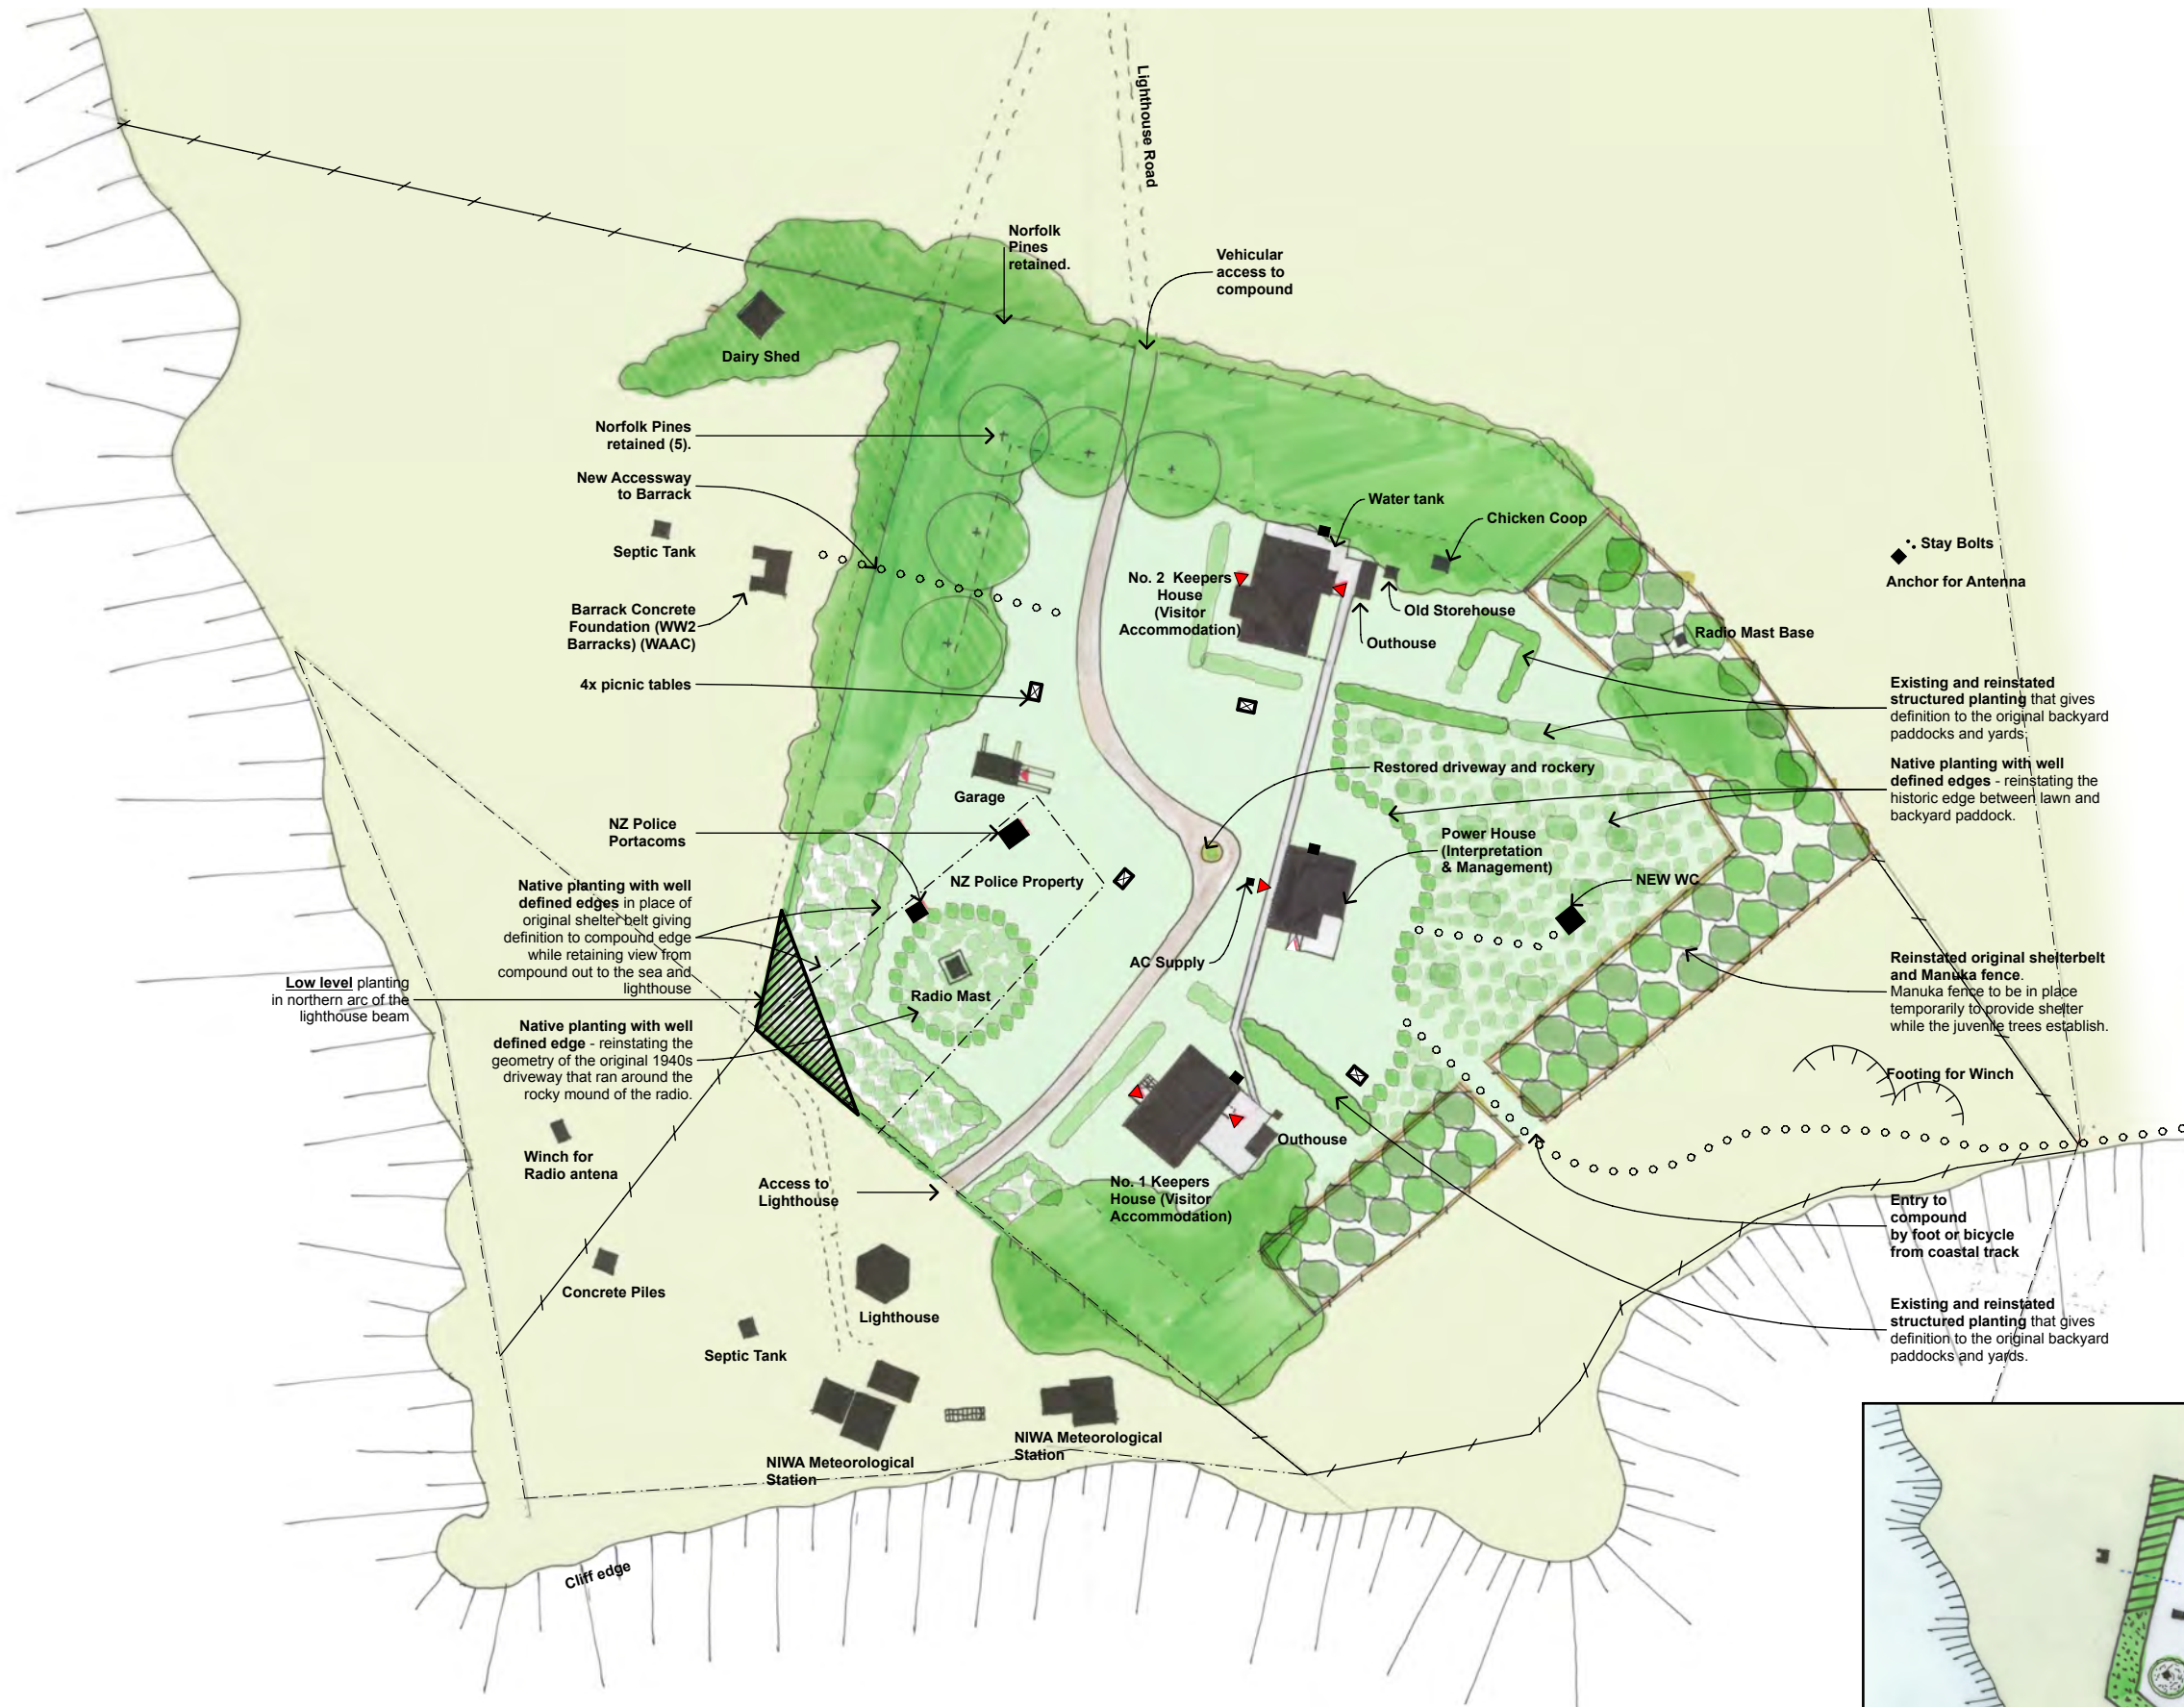 Lighthouse Road
Norfolk
Pines
retained.
Vehicular
access to
compound
Dairy Shed
Norfolk Pines
retained (5).
New Accessway
to Barrack
Septic Tank
Barrack Concrete
Foundation (WW2
Barracks) (WAAC)
4x picnic tables
Water tank
Chicken Coop
No. 2 Keepers
House
(Visitor
Accommodation)
Old Storehouse
Outhouse
Stay Bolts
Anchor for Antenna
Radio Mast Base
Existing and reinstated
structured planting that gives
definition to the original backyard
paddocks and yards.
Native planting with well
defined edges - reinstating the
historic edge between lawn and
backyard paddock.
Restored driveway and rockery
Garage
NZ Police
Portacoms
NZ Police Property
Power House
(Interpretation
& Management)
NEW WC
Native planting with well
defined edges in place of
original shelter belt giving
definition to compound edge
while retaining view from
compound out to the sea and
lighthouse
AC Supply
Radio Mast
Low level planting
in northern arc of the
lighthouse beam
Native planting with well
defined edge - reinstating the
geometry of the original 1940s
driveway that ran around the
rocky mound of the radio.
Reinstated original shelterbelt
and Manuka fence.
Manuka fence to be in place
temporarily to provide shelter
while the juvenile trees establish.
Footing for Winch
Winch for
Radio antena
Outhouse
Access to
Lighthouse
No. 1 Keepers
House (Visitor
Accommodation)
Entry to
compound
by foot or bicycle
from coastal track
Concrete Piles
Lighthouse
Septic Tank
Existing and reinstated
structured planting that gives
definition to the original backyard
paddocks and yards.
NIWA Meteorological
Station
NIWA Meteorological
Station
Cliff edge